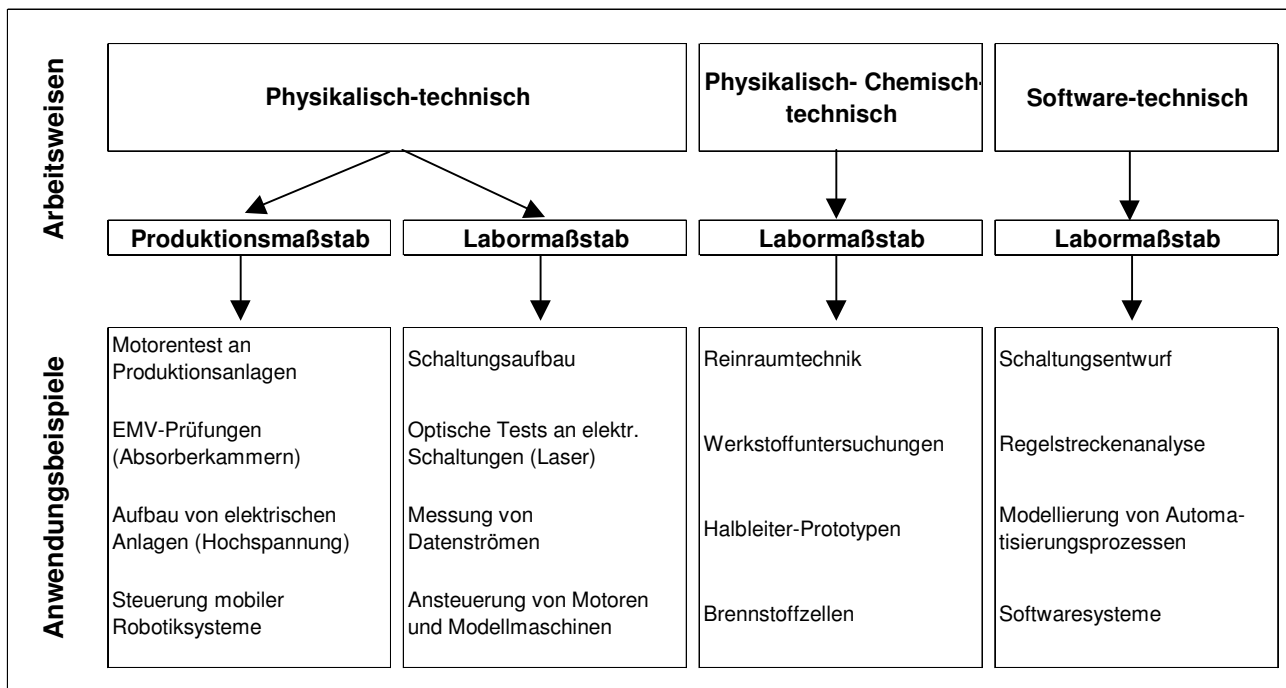 Arbeitsweisen
Physikalisch-technisch
Physikalisch- Chemisch-
technisch
Software-technisch
Produktionsmaßstab
Labormaßstab
Labormaßstab
Labormaßstab
Anwendungsbeispiele
Motorentest an
Produktionsanlagen
EMV-Prüfungen
(Absorberkammern)
Aufbau von elektrischen
Anlagen (Hochspannung)
Steuerung mobiler
Robotiksysteme
Schaltungsaufbau
Optische Tests an elektr.
Schaltungen (Laser)
Messung von
Datenströmen
Ansteuerung von Motoren
und Modellmaschinen
Reinraumtechnik
Werkstoffuntersuchungen
Halbleiter-Prototypen
Brennstoffzellen
Schaltungsentwurf
Regelstreckenanalyse
Modellierung von Automa-
tisierungsprozessen
Softwaresysteme